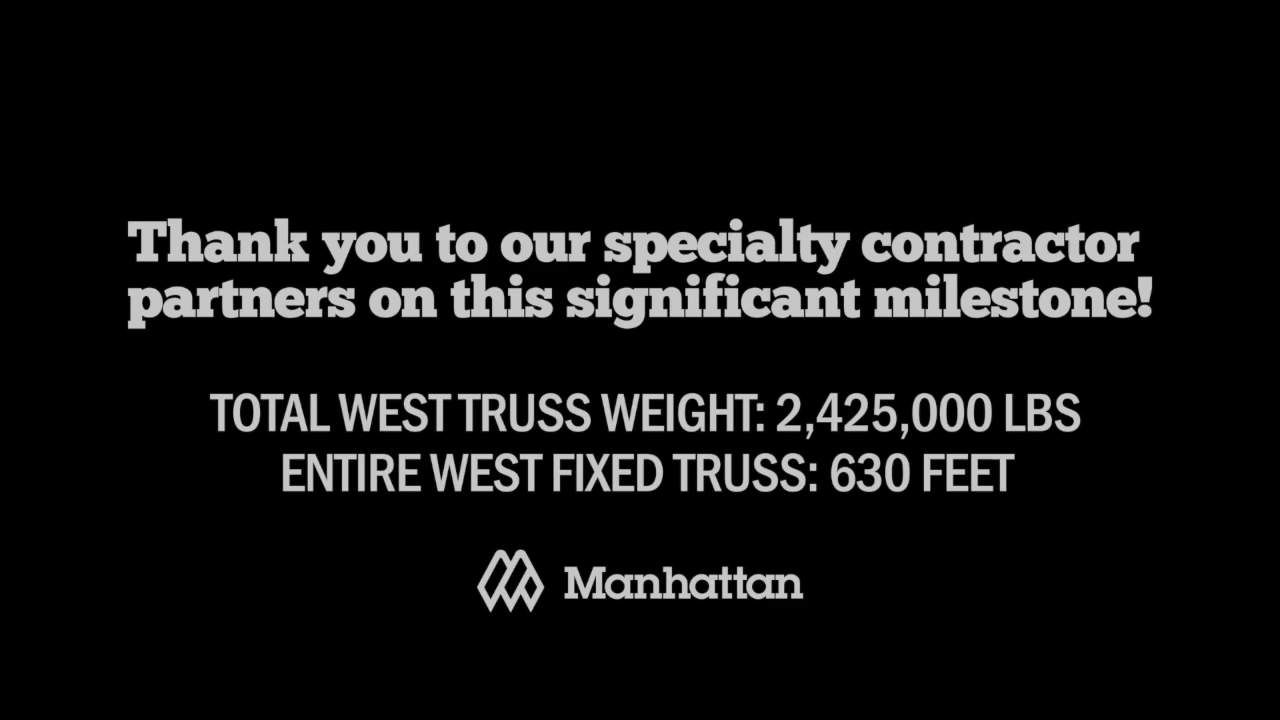 Thank you to our specialty contractor
partners on this significant milestone!
TOTAL WEST TRUSS WEIGHT: 2,425,000 LBS
ENTIRE WEST FIXED TRUSS: 630 FEET
Manhattan